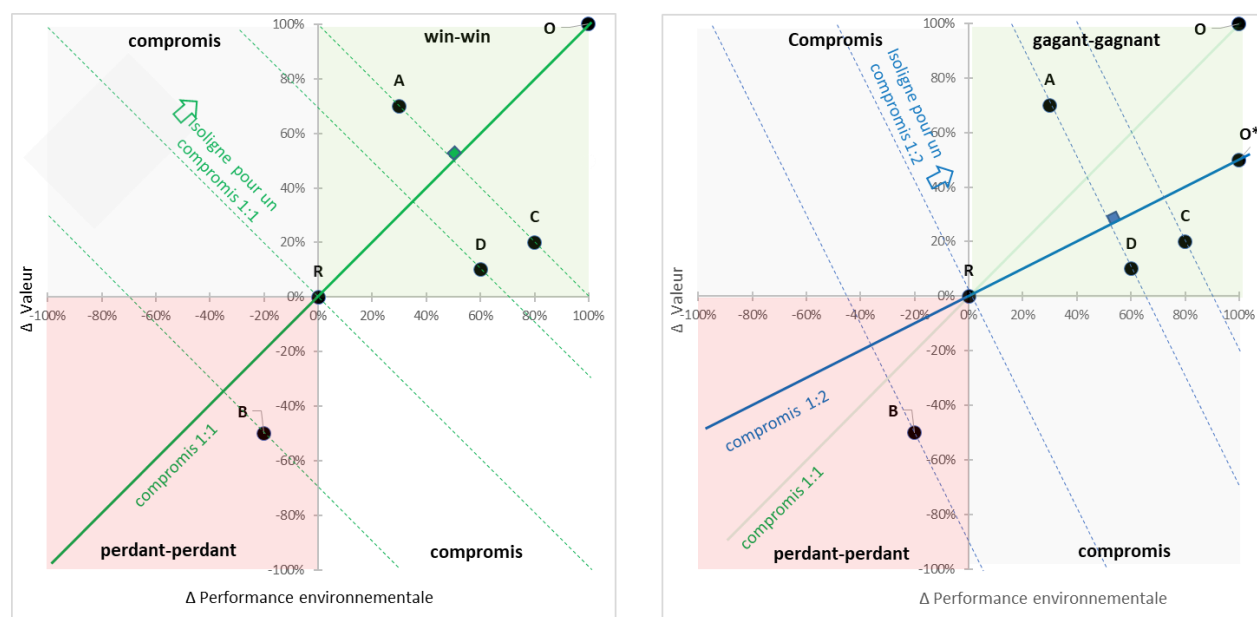 100%
O
compromis
win-win
80%
A
60%
Isoligne pour un
compromis 1:1
40%
C
20%
D
R
0%
-100%
-80%
-60%
-40%
-20%
0%
20%
40%
60%
80%
100%
Δ Valeur
-20%
B
-40%
compromis 1:1
-60%
-80%
perdant-perdant
compromis
-100%
Δ Performance environnementale
100%
O
Compromis
gagant-gagnant
80%
A
Isoligne pour un
compromis 1:2
60%
O*
40%
C
20%
D
R
0%
-100%
-80%
-60%
-40%
-20%
0%
20%
40%
60%
80%
100%
Δ Valeur
-20%
B
-40%
compromis 1:2
-60%
compromis 1:1
-80%
perdant-perdant
compromis
-100%
Δ Performance environnementale